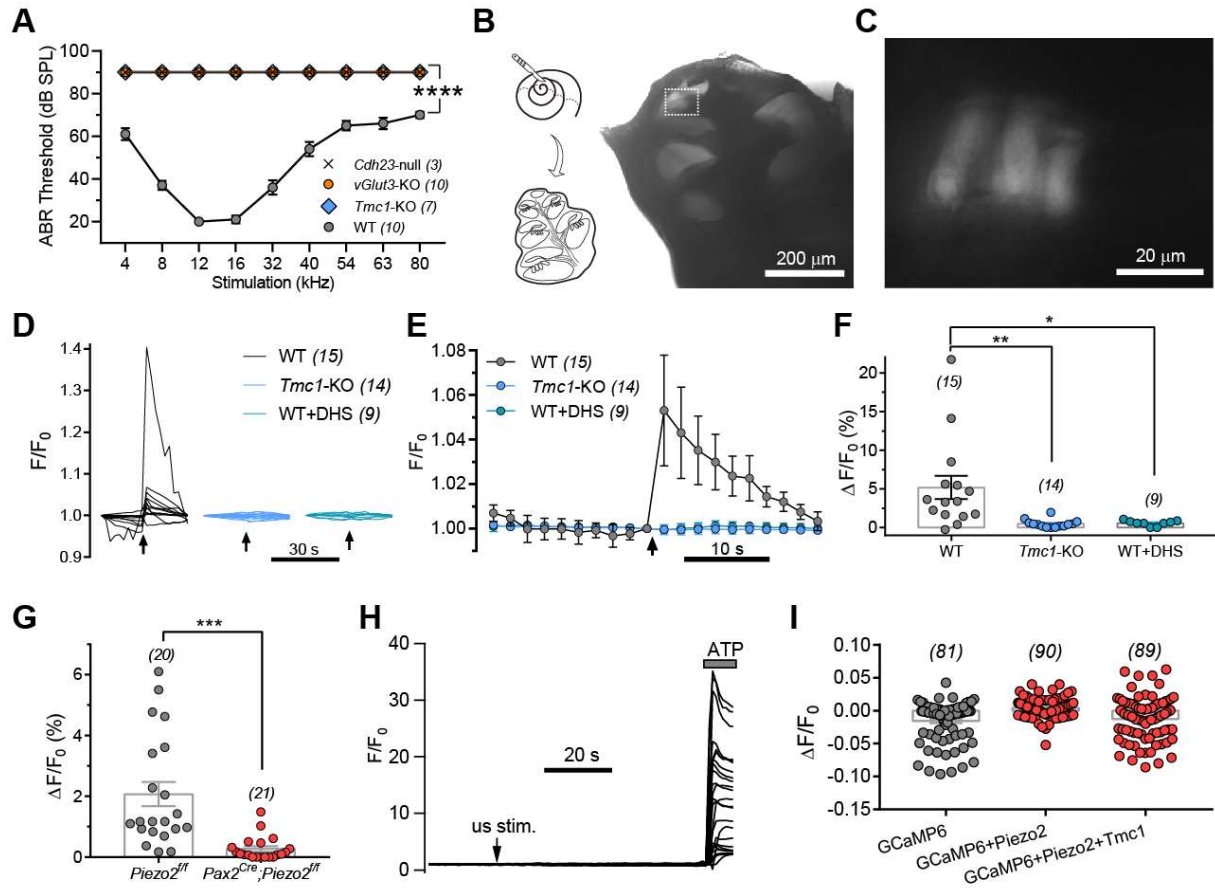 A
ABR Threshold (dB SPL)
90
80
60
40
20
****
Cdh23-null (3)
vGlut3-KO (10)
Tmc1-KO (7)
WT (10)
4 8 12 16 32 40 54 63 80
Stimulation (kHz)
B
200 μm
C
20 μm
D
F/F0
1.4
1.3
1.2
1.1
1.0
0.9
WT (15)
Tmc1-KO (14)
WT+DHS (9)
30 s
E
F/F0
1.08
1.06
1.04
1.02
1.00
WT (15)
Tmc1-KO (14)
WT+DHS (9)
10 s
F
Δ F/F0 (%)
20
15
10
5
0
*
**
(15)
(14)
(9)
WT
Tmc1-KO
WT+DHS
G
ΔF/F0 (%)
6
4
2
0
***
(20)
(21)
Piezo2f/f
Pax2Cre;Piezo2f/f
H
F/F0
40
30
20
10
0
ATP
20 s
us stim.
I
ΔF/F0
0.10
0.05
0.00
-0.05
-0.10
-0.15
(81)
(90)
(89)
GCaMP6
GCaMP6+Piezo2
GCaMP6+Piezo2+Tmc1